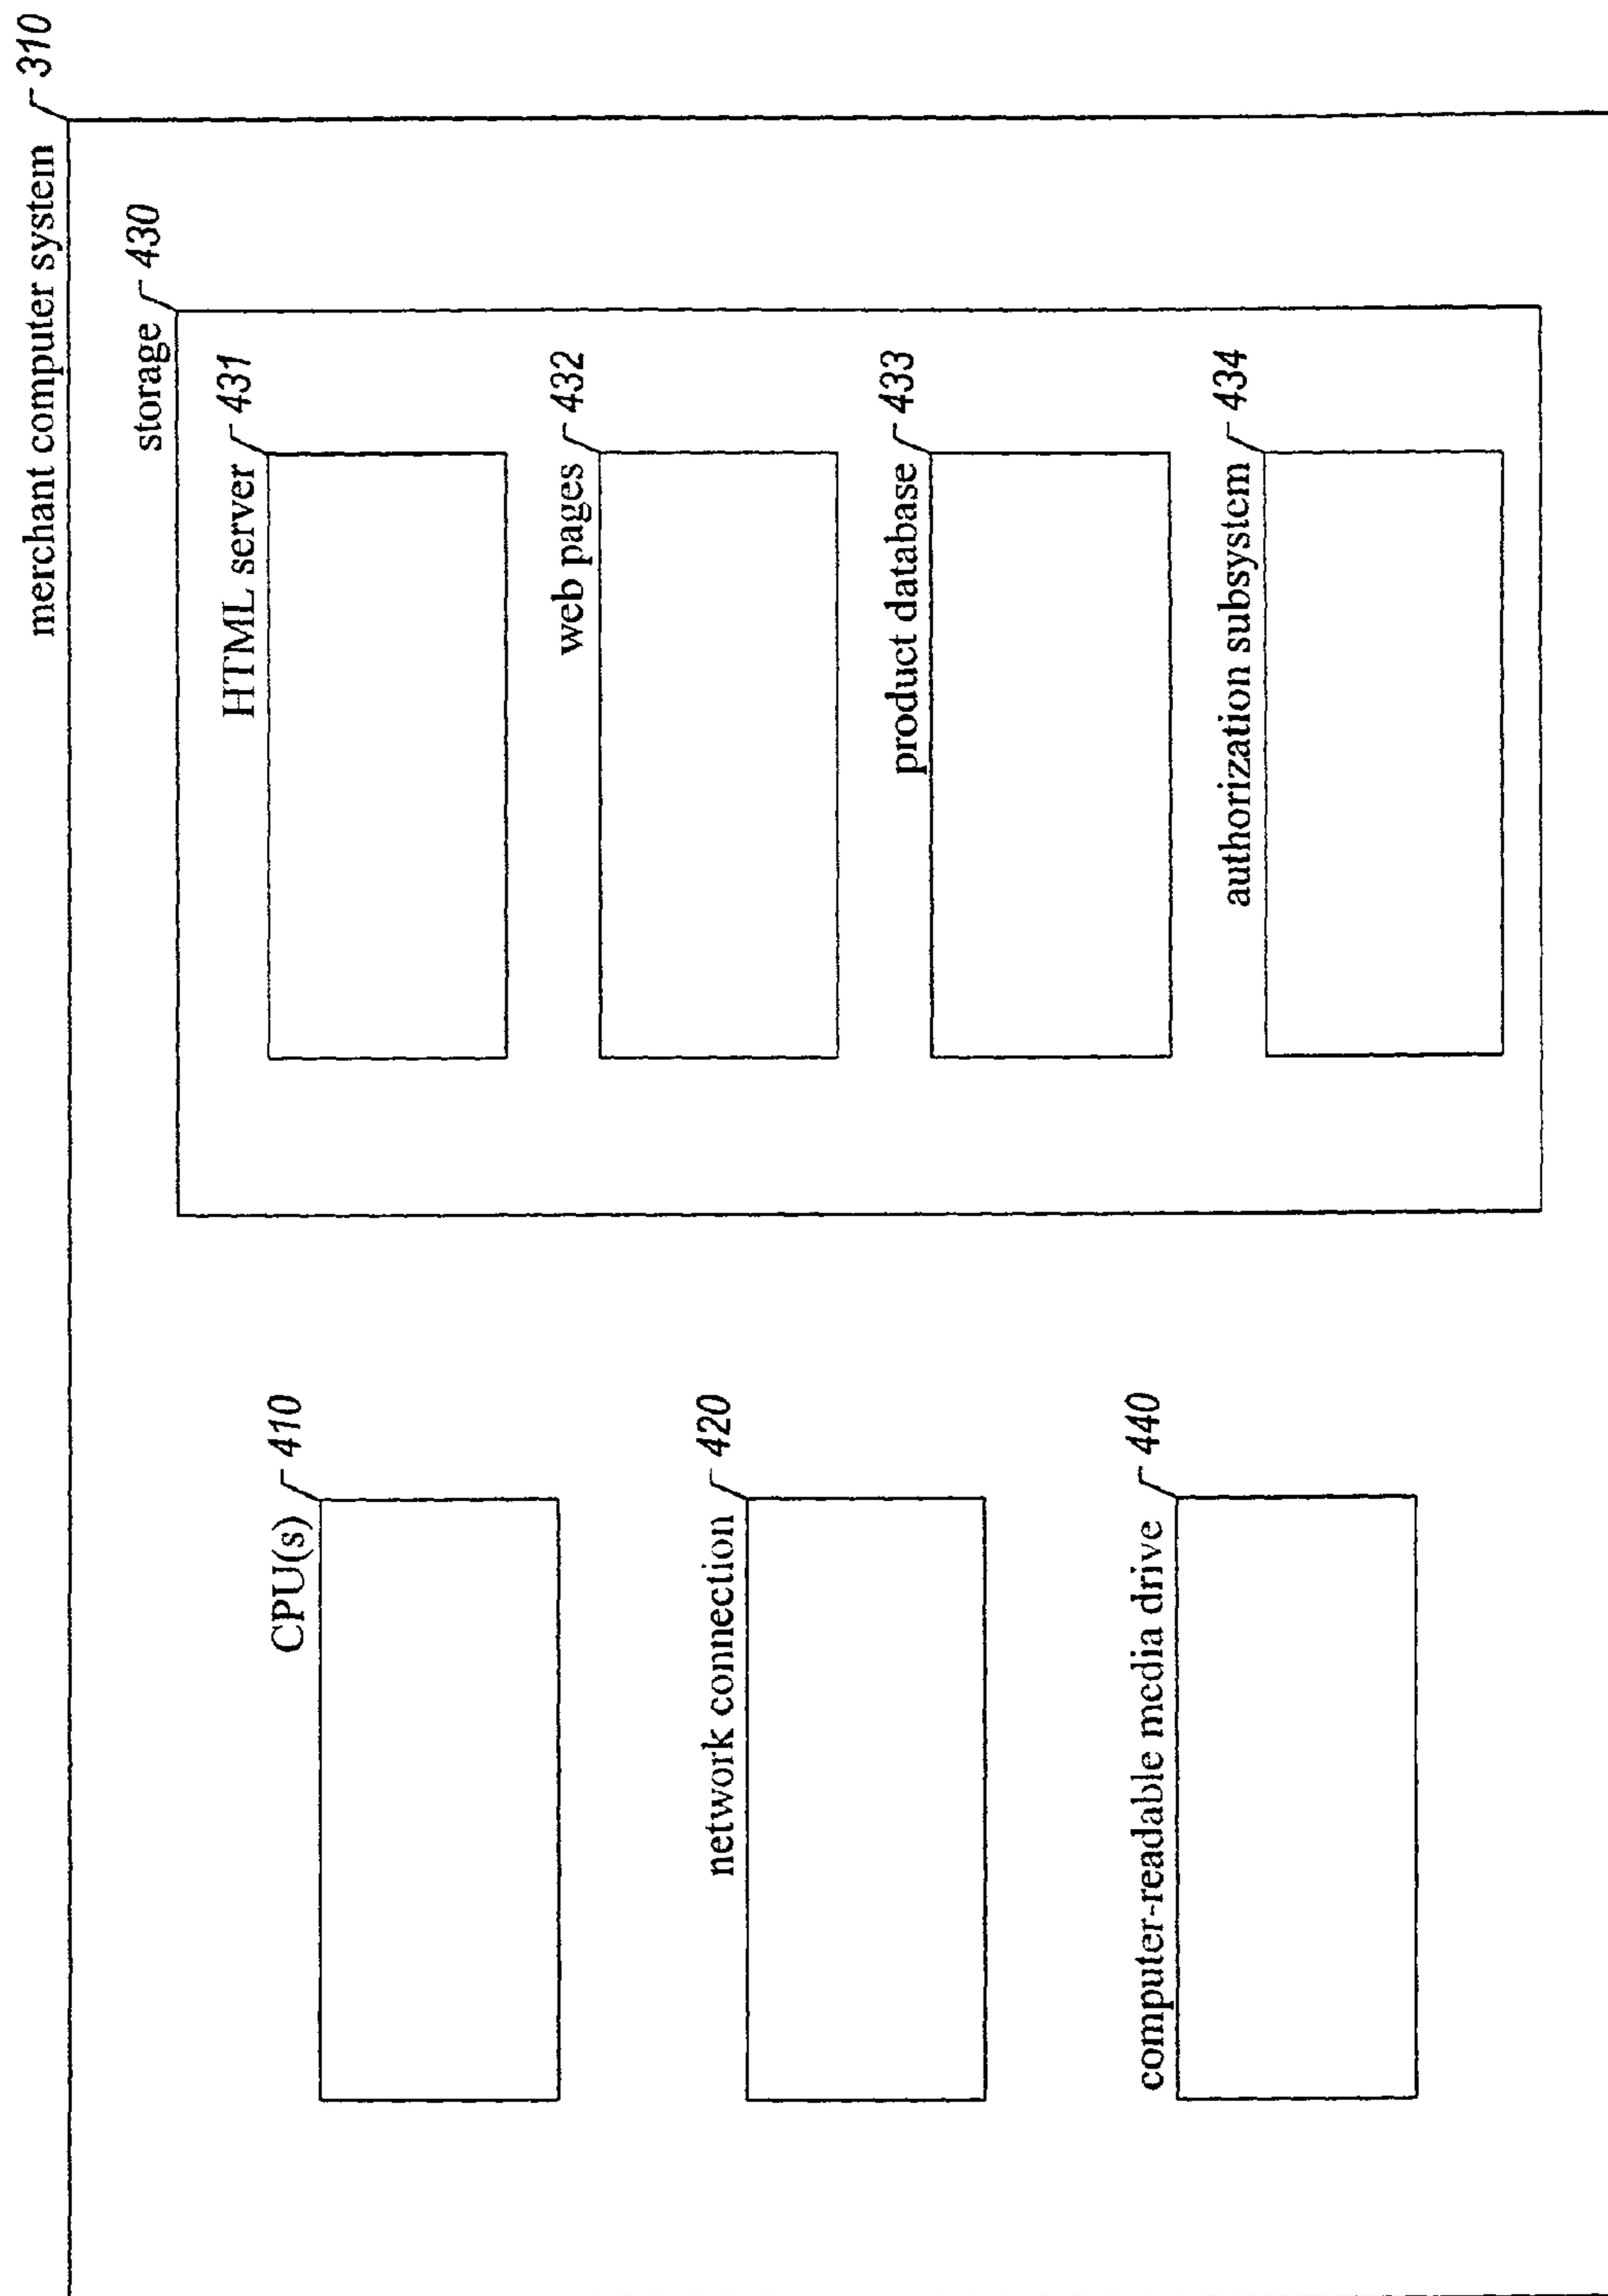 merchant computer system 310
storage 430
CPU(s) 410
HTML server 431
network connection 420
web pages 432
product database 433
computer-readable media drive 440
authorization subsystem 434